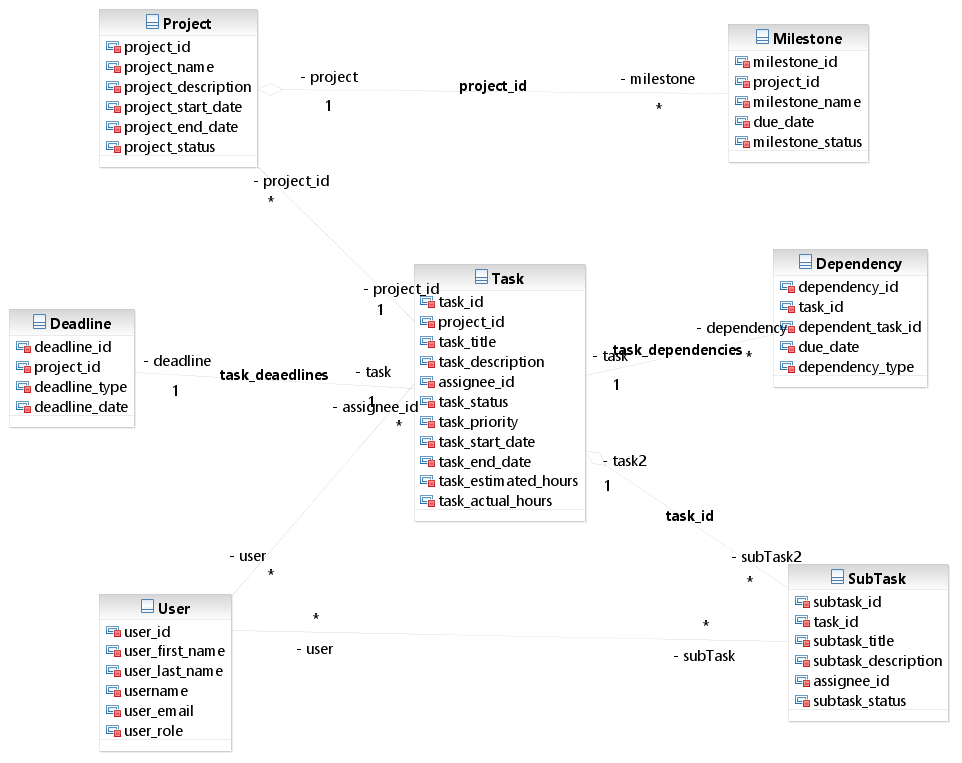 Project
project_id
project_name
project_description
project_start_date
project_end_date
project_status
- project
1
project_id
- milestone
*
Milestone
milestone_id
project_id
milestone_name
due_date
milestone_status
- project_id
*
- project_id
1
Task
task_id
project_id
task_title
task_description
assignee_id
task_status
task_priority
task_start_date
task_end_date
task_estimated_hours
task_actual_hours
Dependency
dependency_id
task_id
dependent_task_id
due_date
dependency_type
- dependency
*
task_dependencies
- task
1
Deadline
deadline_id
project_id
deadline_type
deadline_date
- deadline
1
task_deaedlines
- task
1
- assignee_id
*
- task2
1
task_id
- subTask2
*
- user
*
User
user_id
user_first_name
user_last_name
username
user_email
user_role
*
- user
*
- subTask
SubTask
subtask_id
task_id
subtask_title
subtask_description
assignee_id
subtask_status